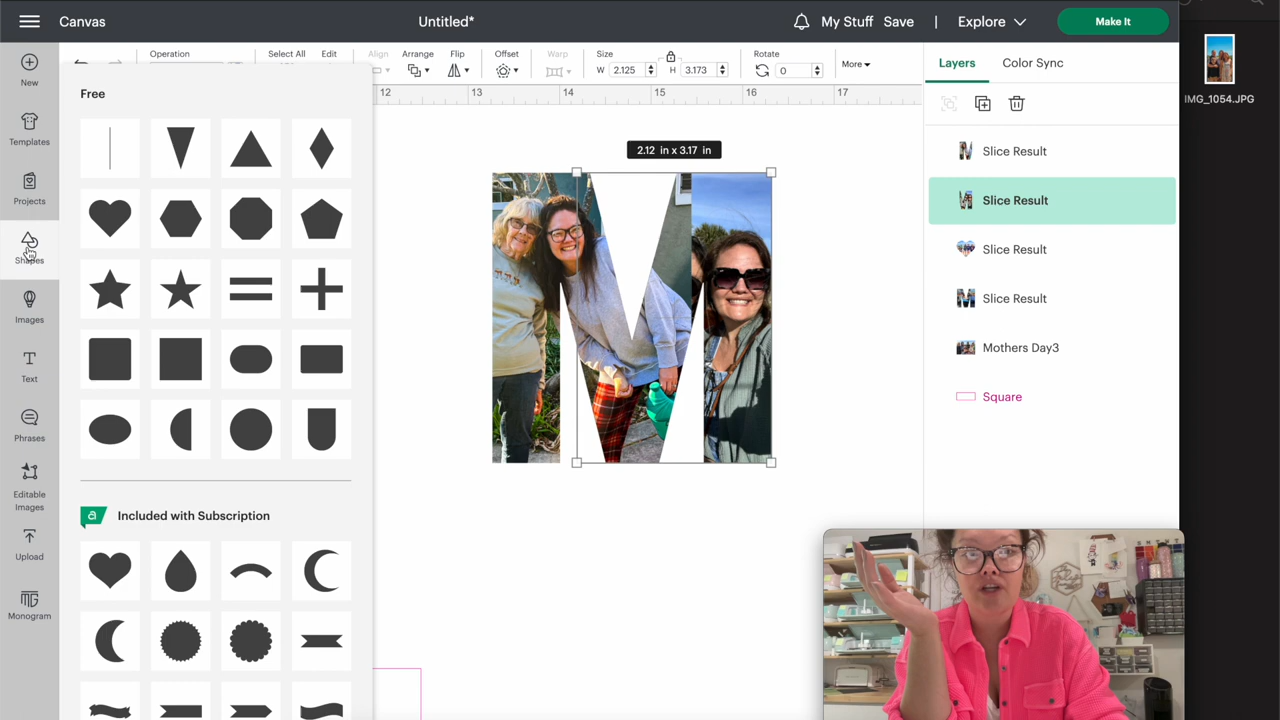 Canvas
Untitled*
My Stuff
Save
|
Explore
Make It
New
Templates
Projects
Shapes
Images
Text
Phrases
Editable
Images
Upload
Monogram
Operation
Select All
Edit
Align
Arrange
Flip
Offset
Warp
Size
W 2.125
H 3.173
Rotate
0
More
12
13
14
15
16
17
Free
Included with Subscription
2.12 in x 3.17 in
Layers
Color Sync
Slice Result
Slice Result
Slice Result
Slice Result
Mothers Day3
Square
IMG_1054.JPG